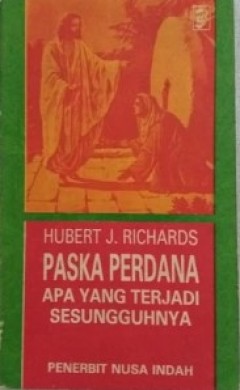 HUBERT J. RICHARDS
PASKA PERDANA
APA YANG TERJADI
SESUNGGUHNYA
PENERBIT NUSA INDAH